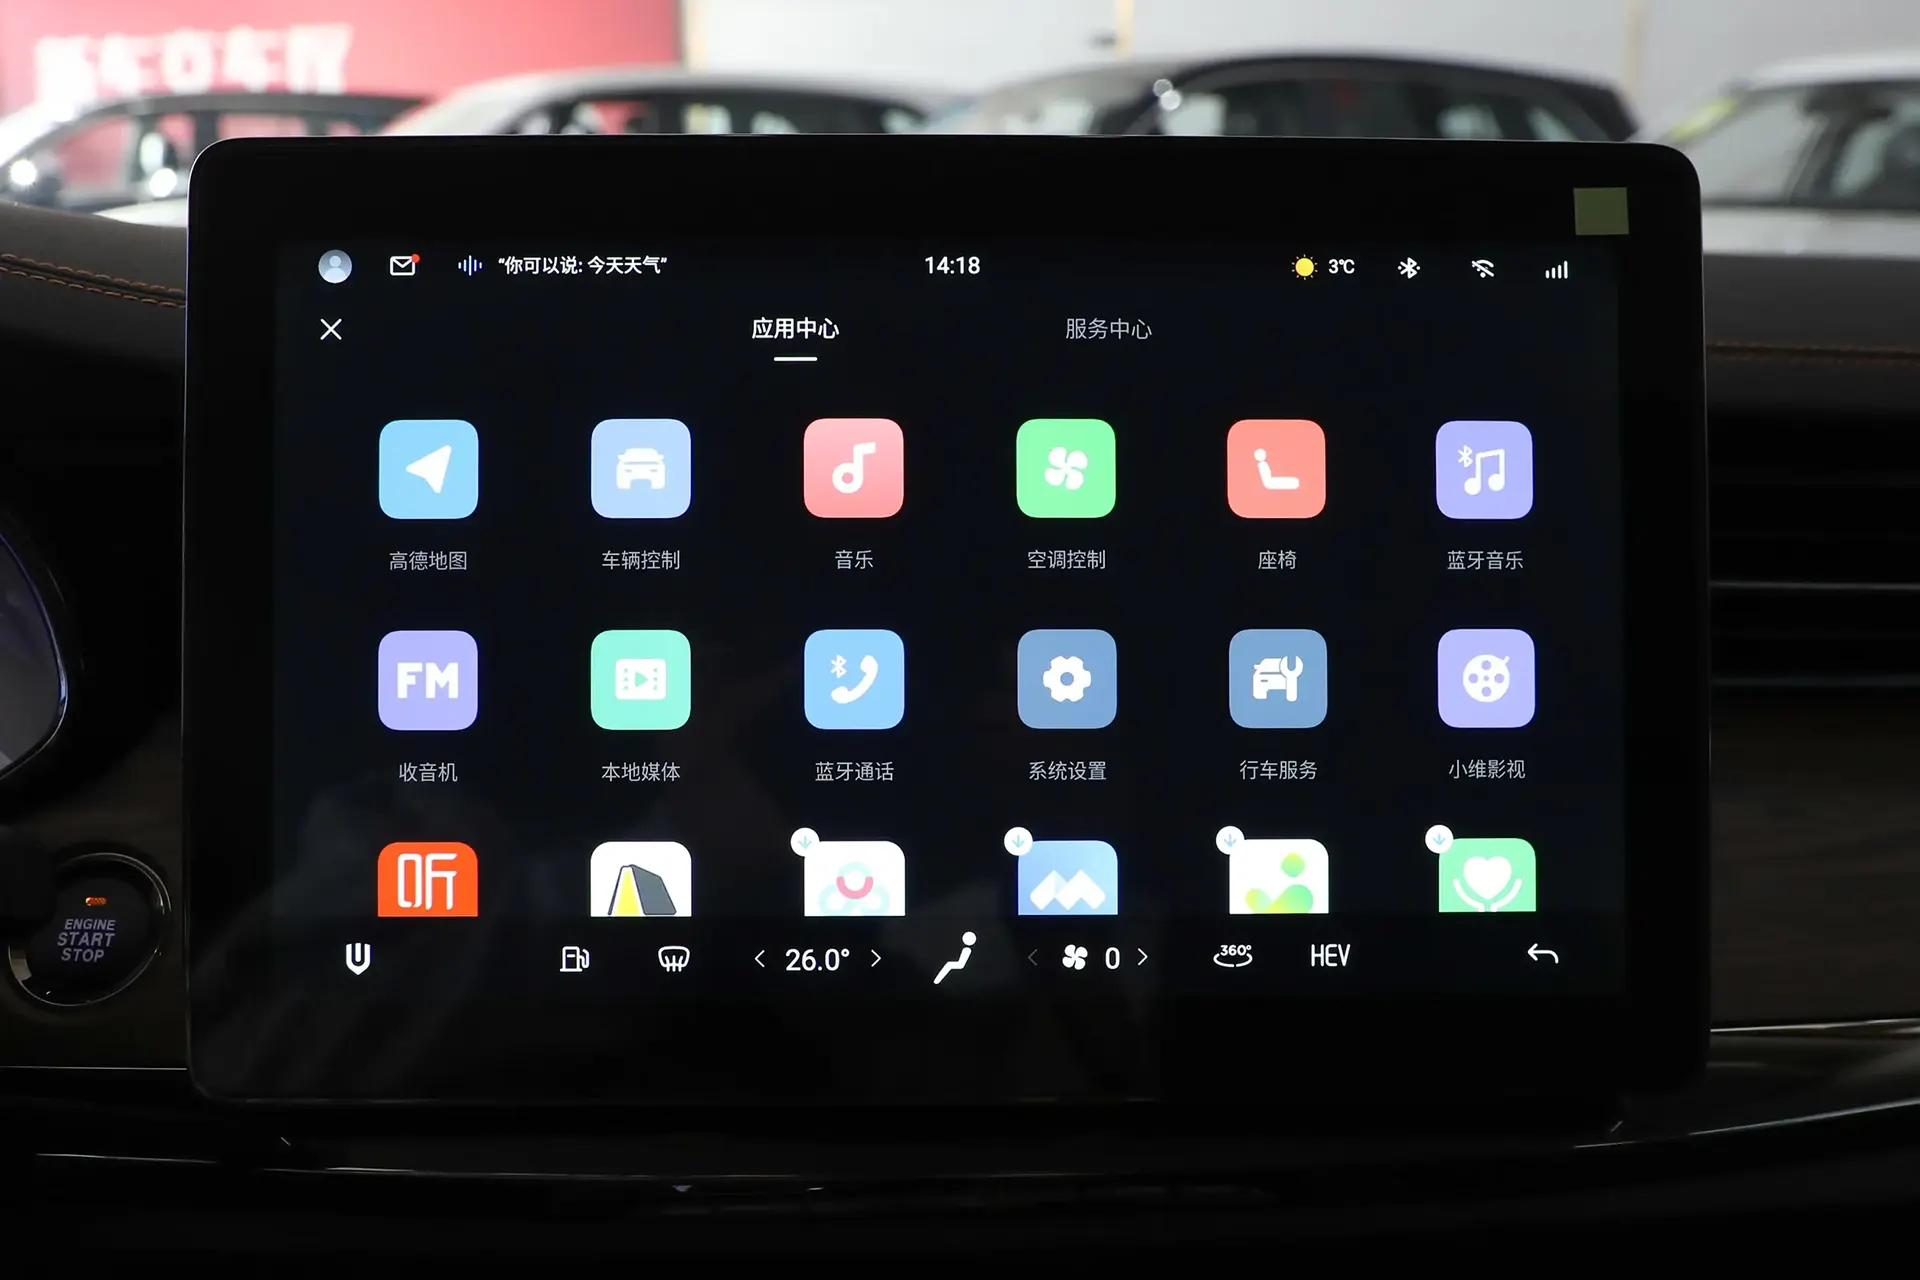 “你可以说: 今天天气”
14:18
3℃
应用中心
服务中心
高德地图
车辆控制
音乐
空调控制
座椅
蓝牙音乐
FM
收音机
本地媒体
蓝牙通话
系统设置
行车服务
小维影视
听
ENGINE
START
STOP
26.0°
0
360°
HEV